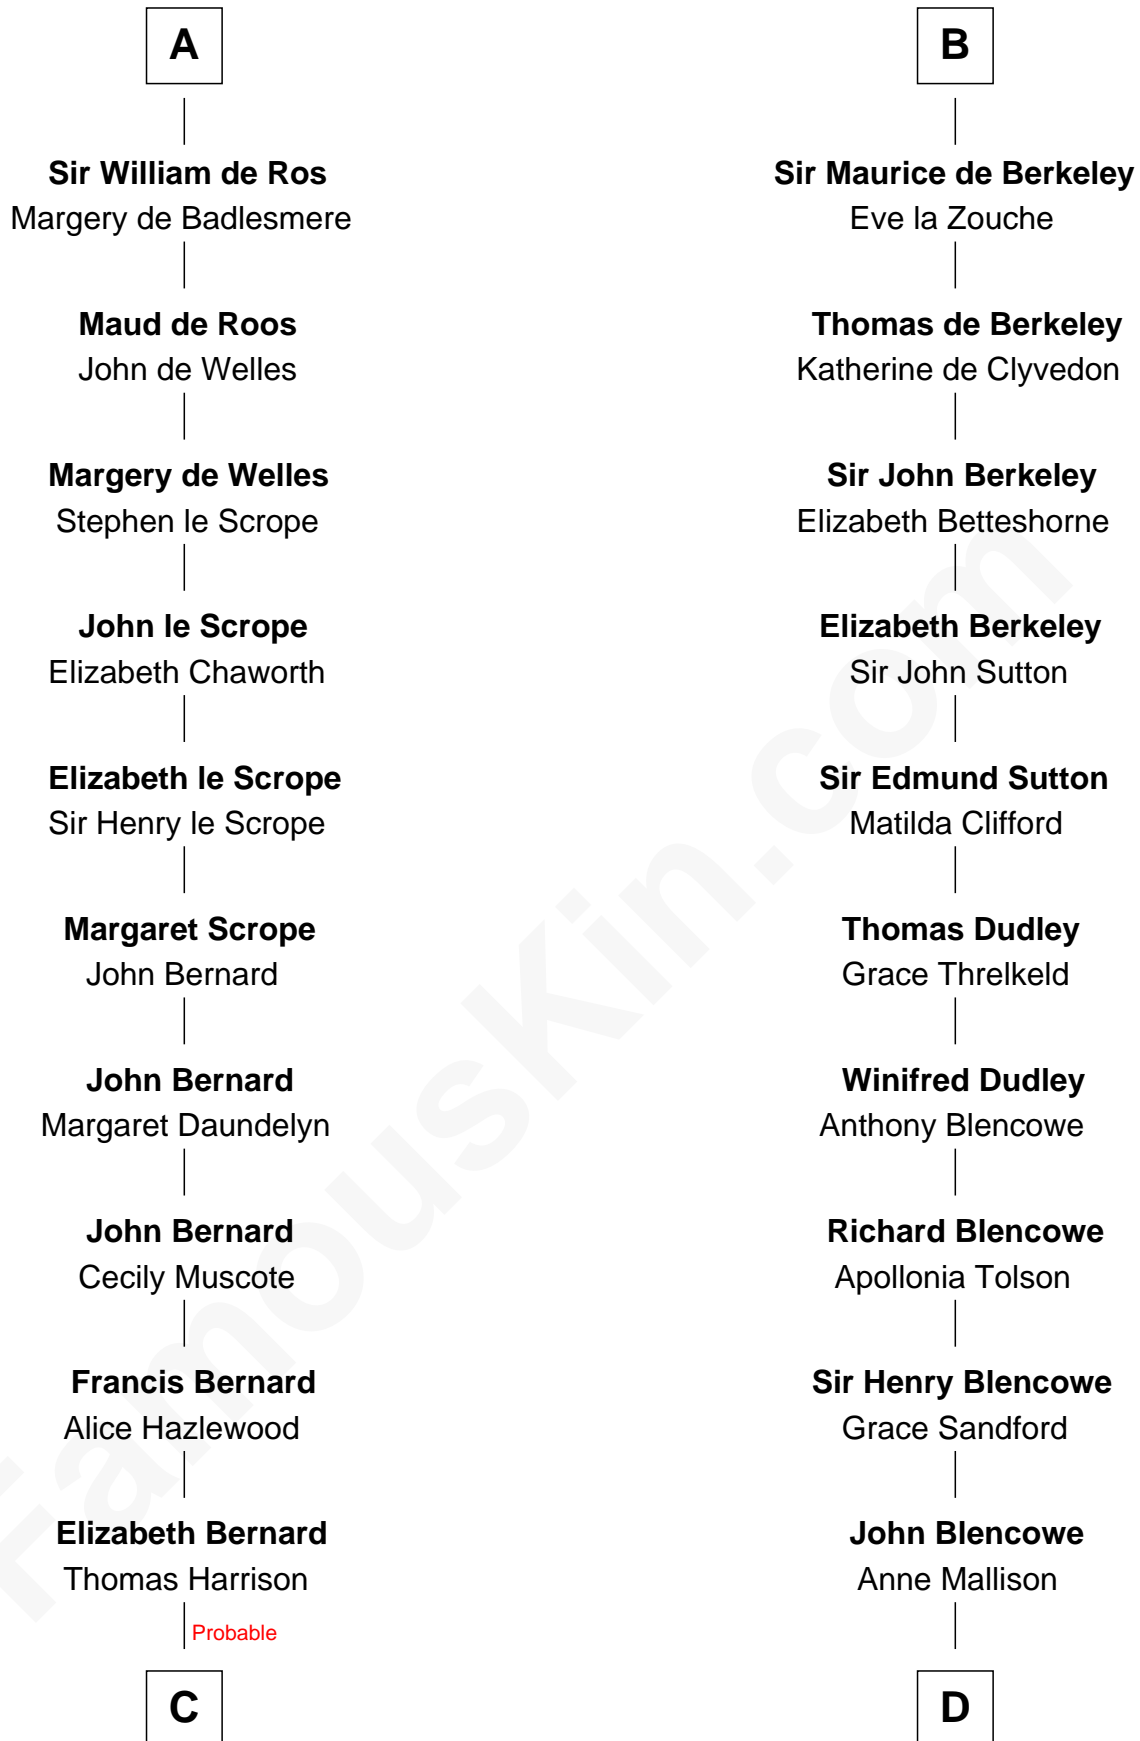 A
Sir William de Ros
Margery de Badlesmere
Maud de Roos
John de Welles
Margery de Welles
Stephen le Scrope
John le Scrope
Elizabeth Chaworth
Elizabeth le Scrope
Sir Henry le Scrope
Margaret Scrope
John Bernard
John Bernard
Margaret Daundelyn
John Bernard
Cecily Muscote
Francis Bernard
Alice Hazlewood
Elizabeth Bernard
Thomas Harrison
Probable
C
B
Sir Maurice de Berkeley
Eve la Zouche
Thomas de Berkeley
Katherine de Clyvedon
Sir John Berkeley
Elizabeth Betteshorne
Elizabeth Berkeley
Sir John Sutton
Sir Edmund Sutton
Matilda Clifford
Thomas Dudley
Grace Threlkeld
Winifred Dudley
Anthony Blencowe
Richard Blencowe
Apollonia Tolson
Sir Henry Blencowe
Grace Sandford
John Blencowe
Anne Mallison
D
FamousKin.com